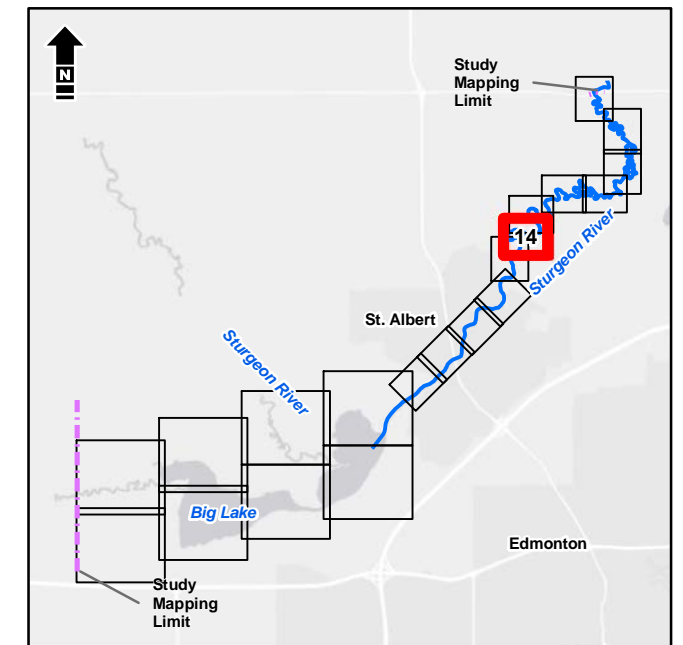 N
Study
Mapping
Limit
14
Sturgeon River
St. Albert
Sturgeon River
Big Lake
Edmonton
Study
Mapping
Limit